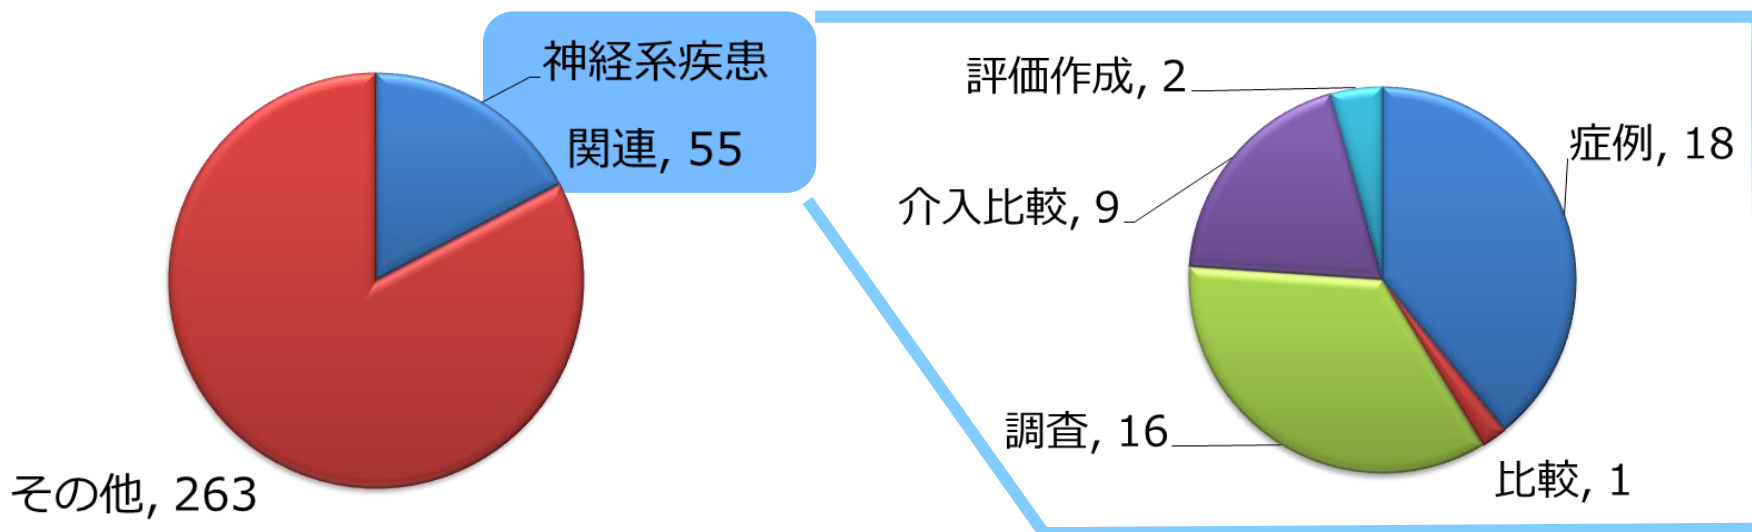 神経系疾患
関連, 55
その他, 263
評価作成, 2
症例, 18
介入比較, 9
調査, 16
比較, 1